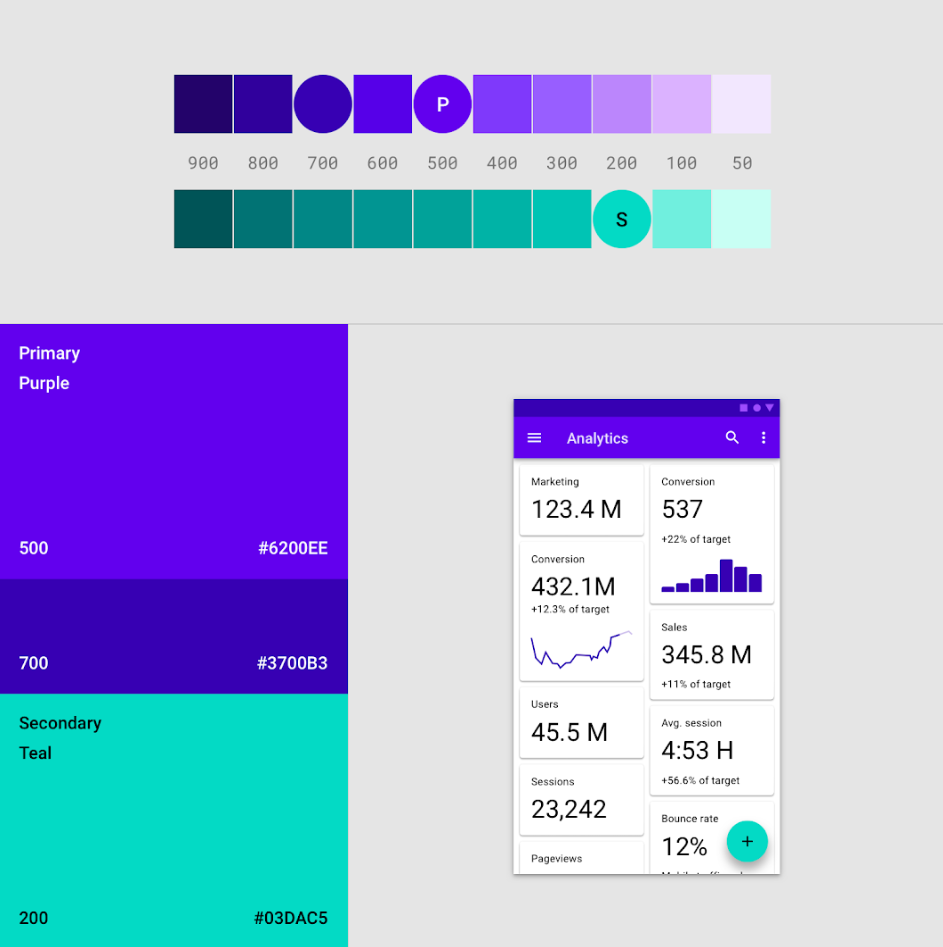 P
900 800 700 600 500 400 300 200 100 50
S
Primary
Purple
500 #6200EE
700 #3700B3
Secondary
Teal
200 #03DAC5
Analytics
Marketing
123.4 M
Conversion
432.1M
+12.3% of target
Users
45.5 M
Sessions
23,242
Pageviews
Conversion
537
+22% of target
Sales
345.8 M
+11% of target
Avg. session
4:53 H
+56.6% of target
Bounce rate
12%
+